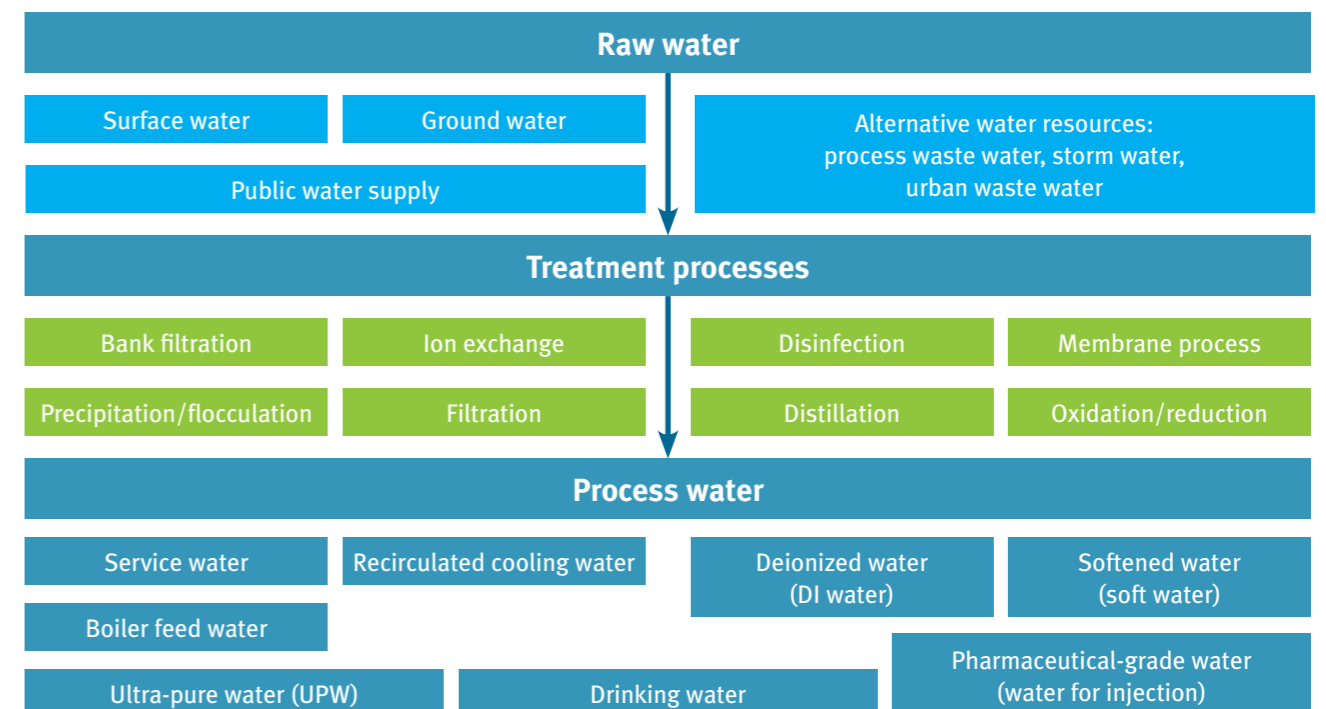 Raw water
Surface water
Ground water
Public water supply
Alternative water resources:
process waste water, storm water,
urban waste water
Treatment processes
Bank filtration
Ion exchange
Disinfection
Membrane process
Precipitation/flocculation
Filtration
Distillation
Oxidation/reduction
Process water
Service water
Recirculated cooling water
Deionized water
(DI water)
Softened water
(soft water)
Boiler feed water
Ultra-pure water (UPW)
Drinking water
Pharmaceutical-grade water
(water for injection)